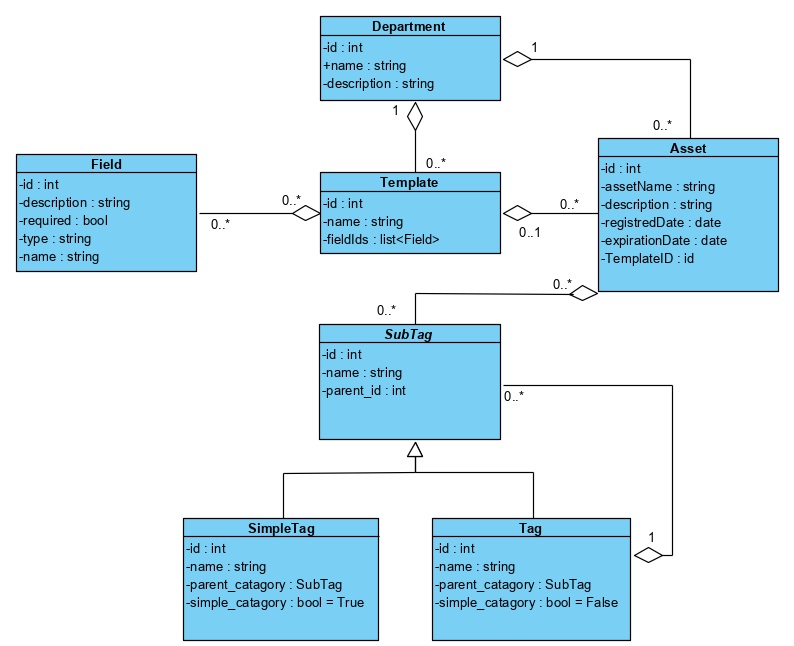 Department
-id : int
+name : string
-description : string
1
0..*
1
0..*
Field
-id : int
-description : string
-required : bool
-type : string
-name : string
0..*
0..*
Template
-id : int
-name : string
-fieldIds : list<Field>
0..*
0..1
Asset
-id : int
-assetName : string
-description : string
-registredDate : date
-expirationDate : date
-TemplateID : id
0..*
0..*
SubTag
-id : int
-name : string
-parent_id : int
0..*
SimpleTag
-id : int
-name : string
-parent_catagory : SubTag
-simple_catagory : bool = True
Tag
-id : int
-name : string
-parent_catagory : SubTag
-simple_catagory : bool = False
1